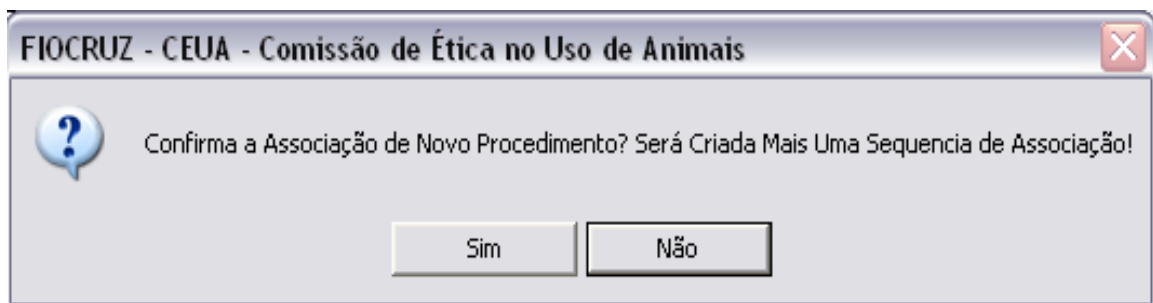 FIOCRUZ - CEUA - Comissão de Ética no Uso de Animais
Confirma a Associação de Novo Procedimento? Será Criada Mais Uma Sequencia de Associação!
Sim
Não